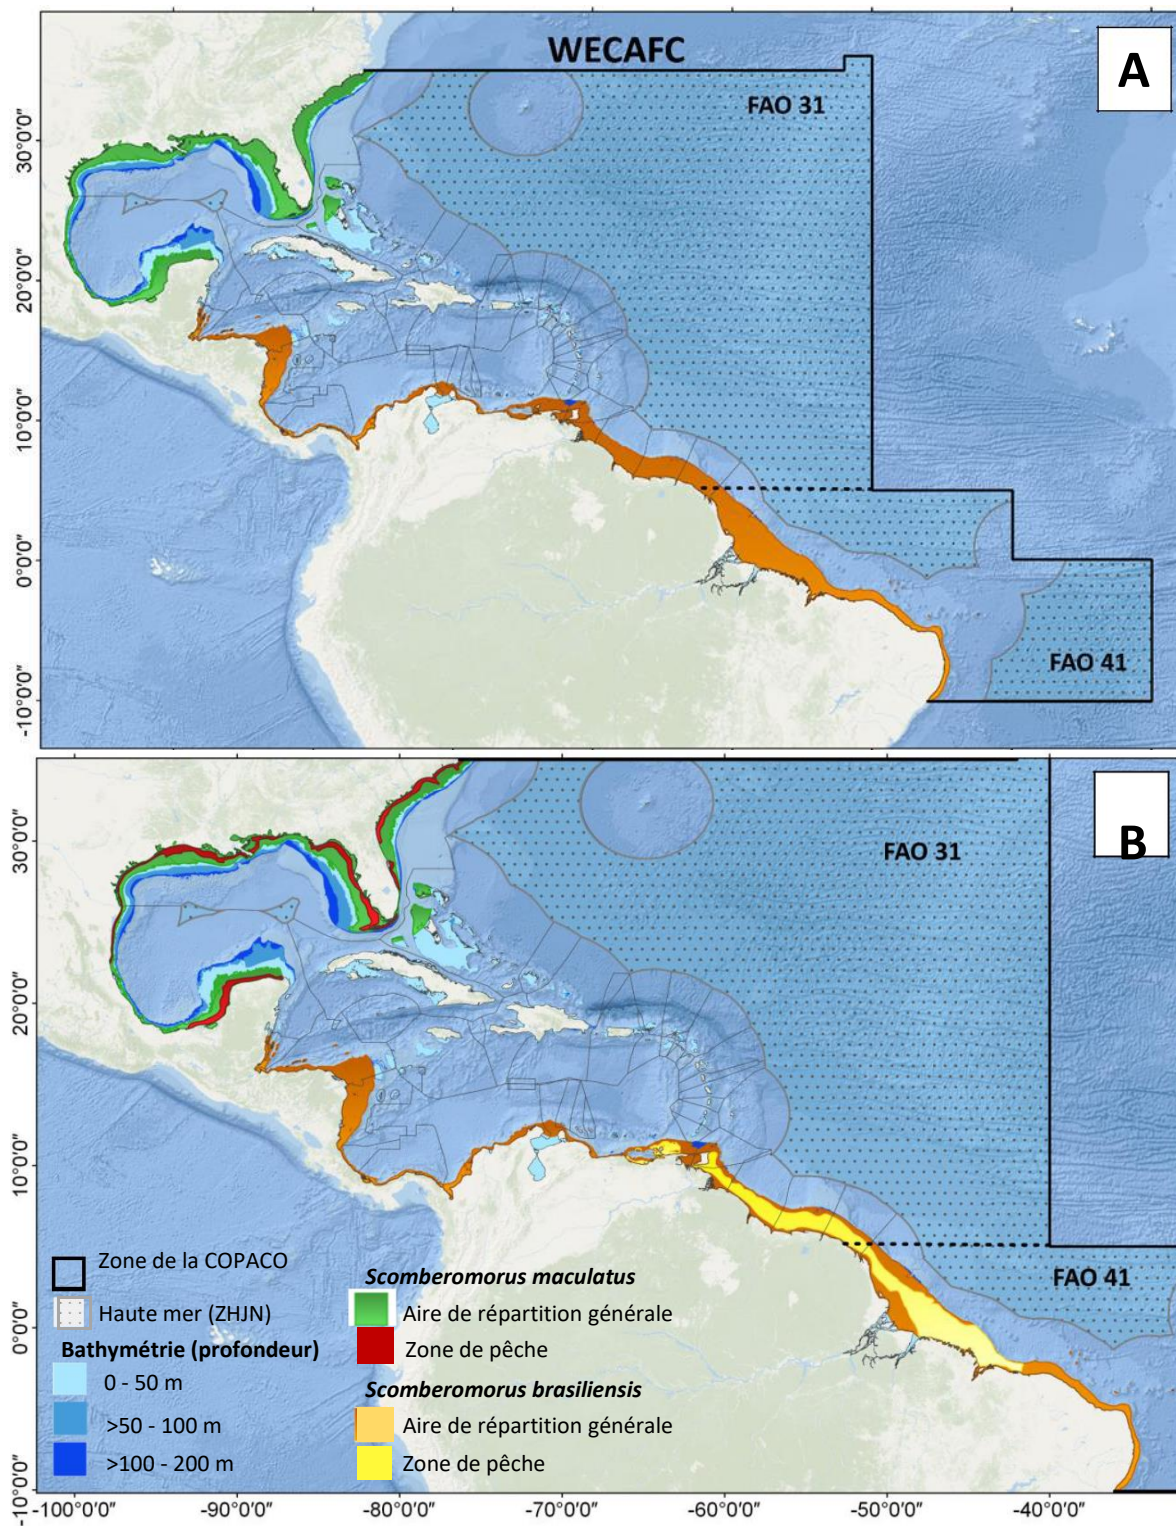 WECAFC
A
FAO 31
30°0'0"
20°0'0"
10°0'0"
0°0'0"
-10°0'0"
FAO 41
B
FAO 31
30°0'0"
20°0'0"
10°0'0"
0°0'0"
-10°0'0"
FAO 41
Zone de la COPACO
Haute mer (ZHJN)
Bathymétrie (profondeur)
0 - 50 m
>50 - 100 m
>100 - 200 m
Scomberomorus maculatus
Aire de répartition générale
Zone de pêche
Scomberomorus brasiliensis
Aire de répartition générale
Zone de pêche
-100°0'0" -90°0'0" -80°0'0" -70°0'0" -60°0'0" -50°0'0" -40°0'0"